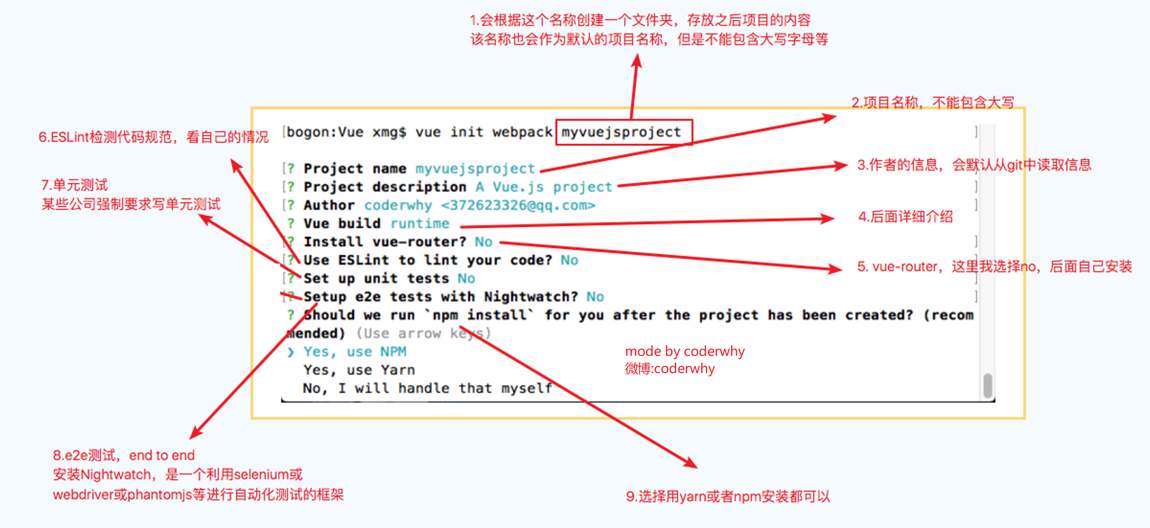 1.会根据这个名称创建一个文件夹，存放之后项目的内容
该名称也会作为默认的项目名称，但是不能包含大写字母等
2.项目名称，不能包含大写
[bogon:Vue xmg$ vue init webpack myvuejsproject ]
6.ESLint检测代码规范，看自己的情况
[? Project name myvuejsproject ]
3.作者的信息，会默认从git中读取信息
7.单元测试
[? Project description A Vue.js project ]
某些公司强制要求写单元测试
[? Author coderwhy <372623326@qq.com>
? Vue build runtime
4.后面详细介绍
[? Install vue-router? No ]
[? Use ESLint to lint your code? No ]
5. vue-router，这里我选择no，后面自己安装
[? Set up unit tests No ]
[? Setup e2e tests with Nightwatch? No ]
? Should we run `npm install` for you after the project has been created? (recom
mended) (Use arrow keys)
❯ Yes, use NPM
Yes, use Yarn
No, I will handle that myself
mode by coderwhy
微博:coderwhy
8.e2e测试，end to end
安装Nightwatch，是一个利用selenium或
webdriver或phantomjs等进行自动化测试的框架
9.选择用yarn或者npm安装都可以